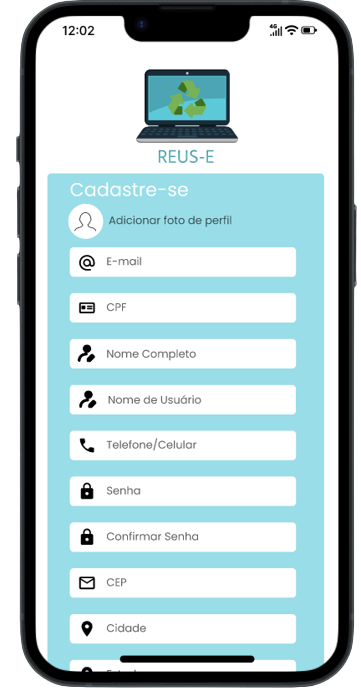 12:02
4G
REUS-E
Cadastre-se
Adicionar foto de perfil
E-mail
CPF
Nome Completo
Nome de Usuário
Telefone/Celular
Senha
Confirmar Senha
CEP
Cidade